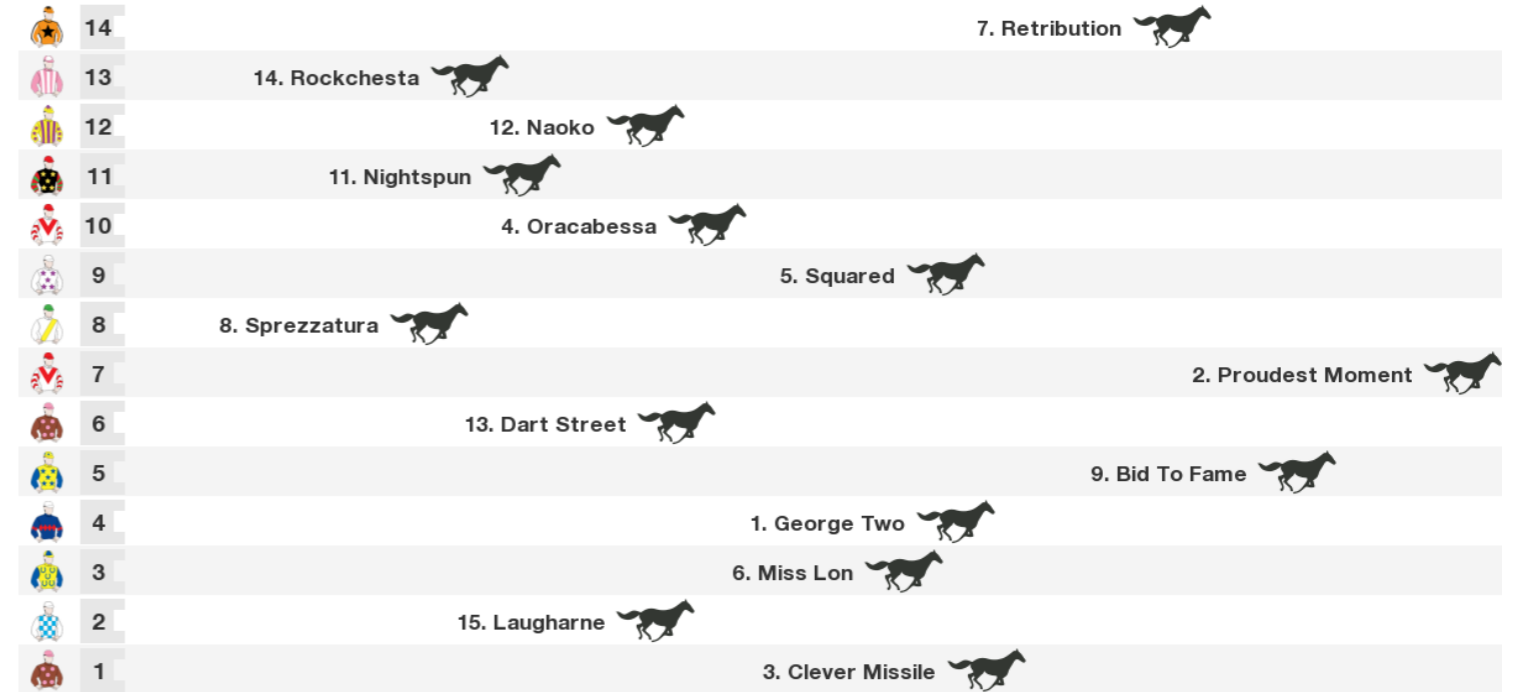 14 7. Retribution
13 14. Rockchesta
12 12. Naoko
11 11. Nightspun
10 4. Oracabessa
9 5. Squared
8 8. Sprezzatura
7 2. Proudest Moment
6 13. Dart Street
5 9. Bid To Fame
4 1. George Two
3 6. Miss Lon
2 15. Laugharne
1 3. Clever Missile